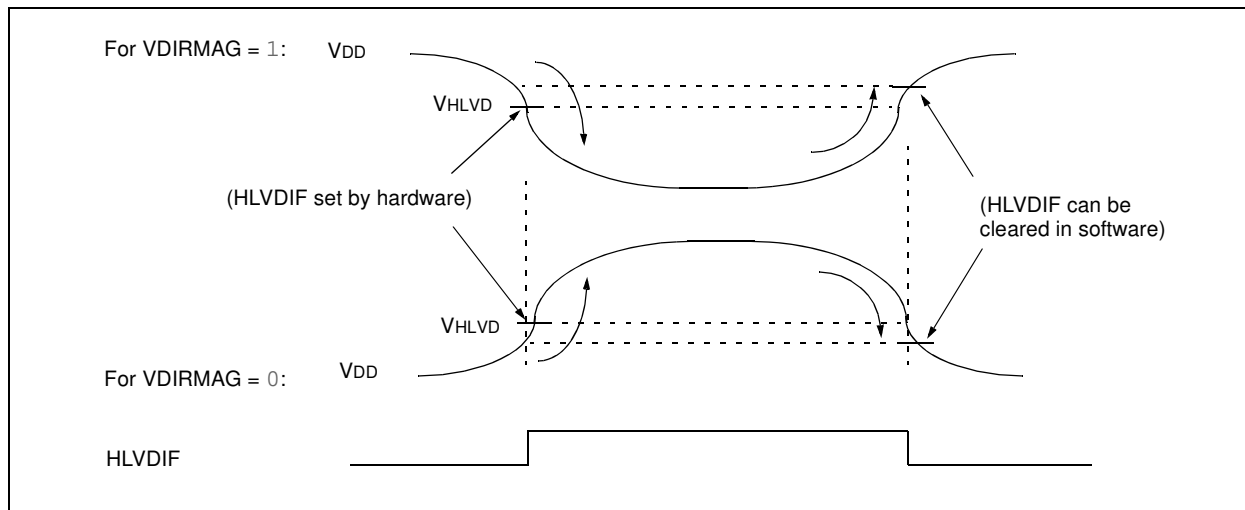 For VDIRMAG = 1: VDD
VHLVD
(HLVDIF set by hardware)
(HLVDIF can be
cleared in software)
VHLVD
For VDIRMAG = 0: VDD
HLVDIF